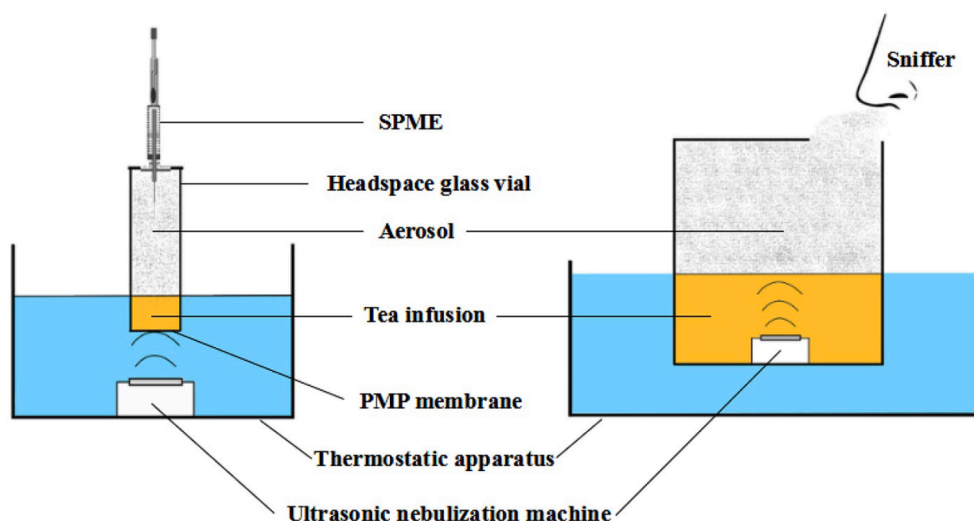 Sniffer
SPME
Headspace glass vial
Aerosol
Tea infusion
PMP membrane
Thermostatic apparatus
Ultrasonic nebulization machine